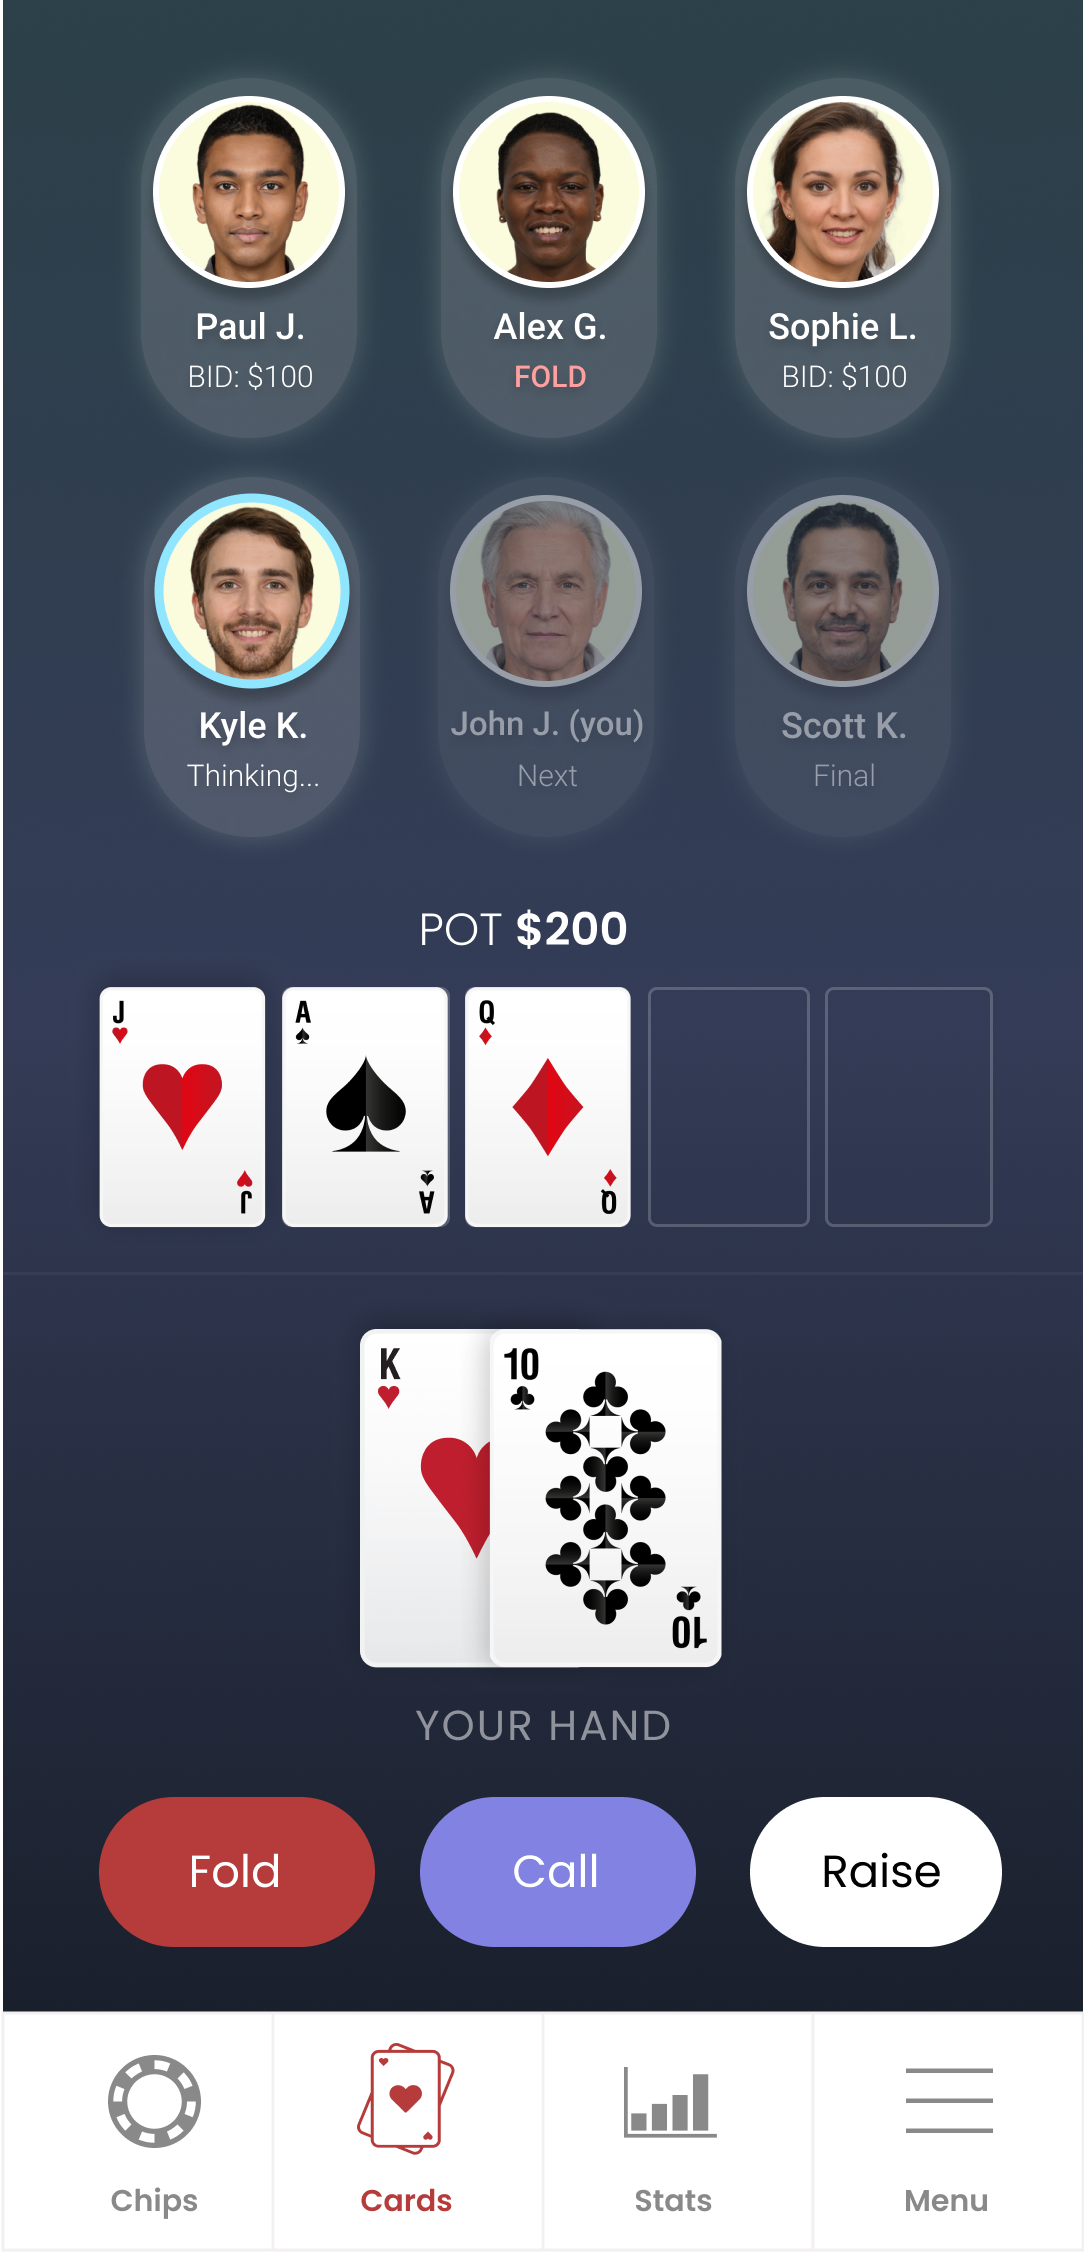 Paul J. Alex G. Sophie L.
BID: $100 FOLD BID: $100
Kyle K. John J. (you) Scott K.
Thinking... Next Final
POT $200
J A Q
J A Q
K 10
10
YOUR HAND
Fold Call Raise
Chips Cards Stats Menu